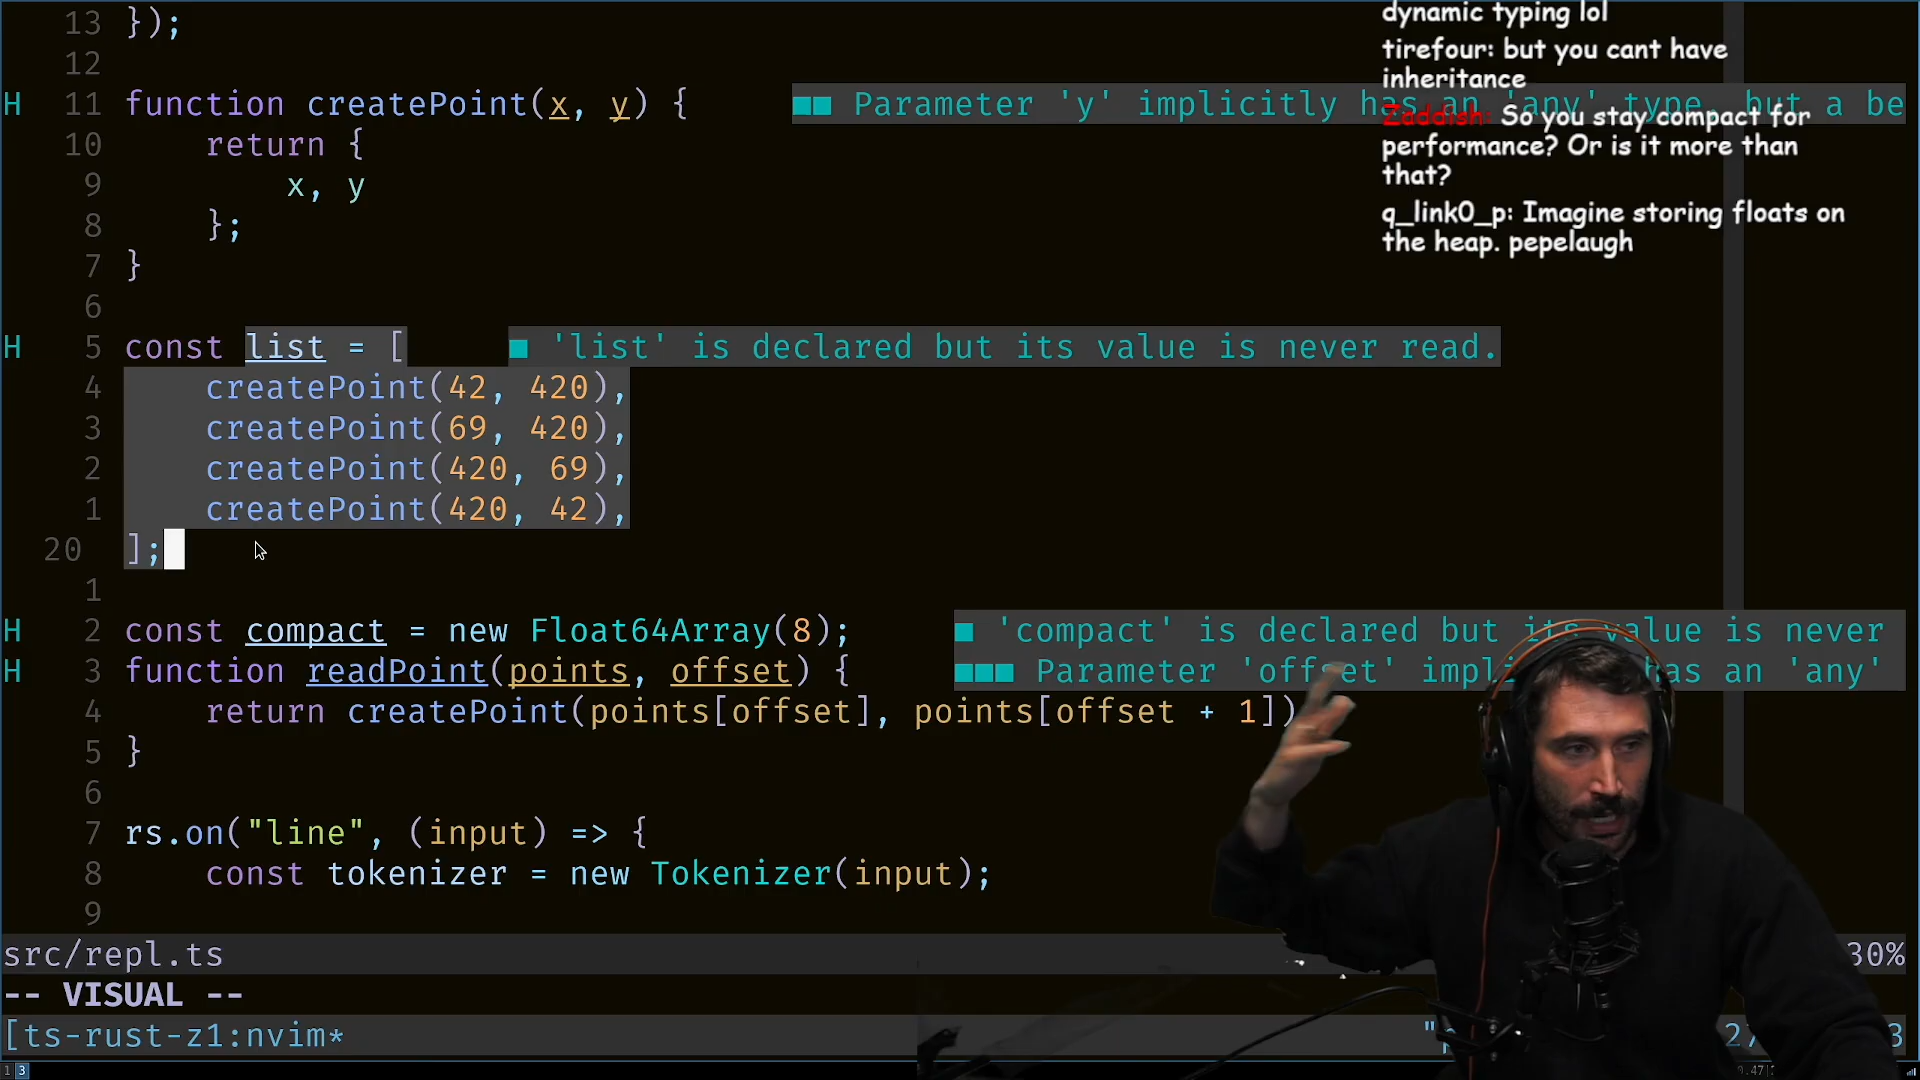 13 });
12
H 11 function createPoint(x, y) { ■■ Parameter 'y' implicitly has an 'any' type, but a be
10 return {
9 x, y
8 };
7 }
6
H 5 const list = [ ■ 'list' is declared but its value is never read.
4 createPoint(42, 420),
3 createPoint(69, 420),
2 createPoint(420, 69),
1 createPoint(420, 42),
20 ];
1
H 2 const compact = new Float64Array(8); ■ 'compact' is declared but its value is never
H 3 function readPoint(points, offset) { ■■■ Parameter 'offset' impl has an 'any'
4 return createPoint(points[offset], points[offset + 1])
5 }
6
7 rs.on("line", (input) => {
8 const tokenizer = new Tokenizer(input);
9
src/repl.ts 30%
-- VISUAL --
[ts-rust-z1:nvim*
1 3
dynamic typing lol
tirefour: but you cant have
inheritance
Zaddish: So you stay compact for
performance? Or is it more than
that?
q_link0_p: Imagine storing floats on
the heap. pepelaugh